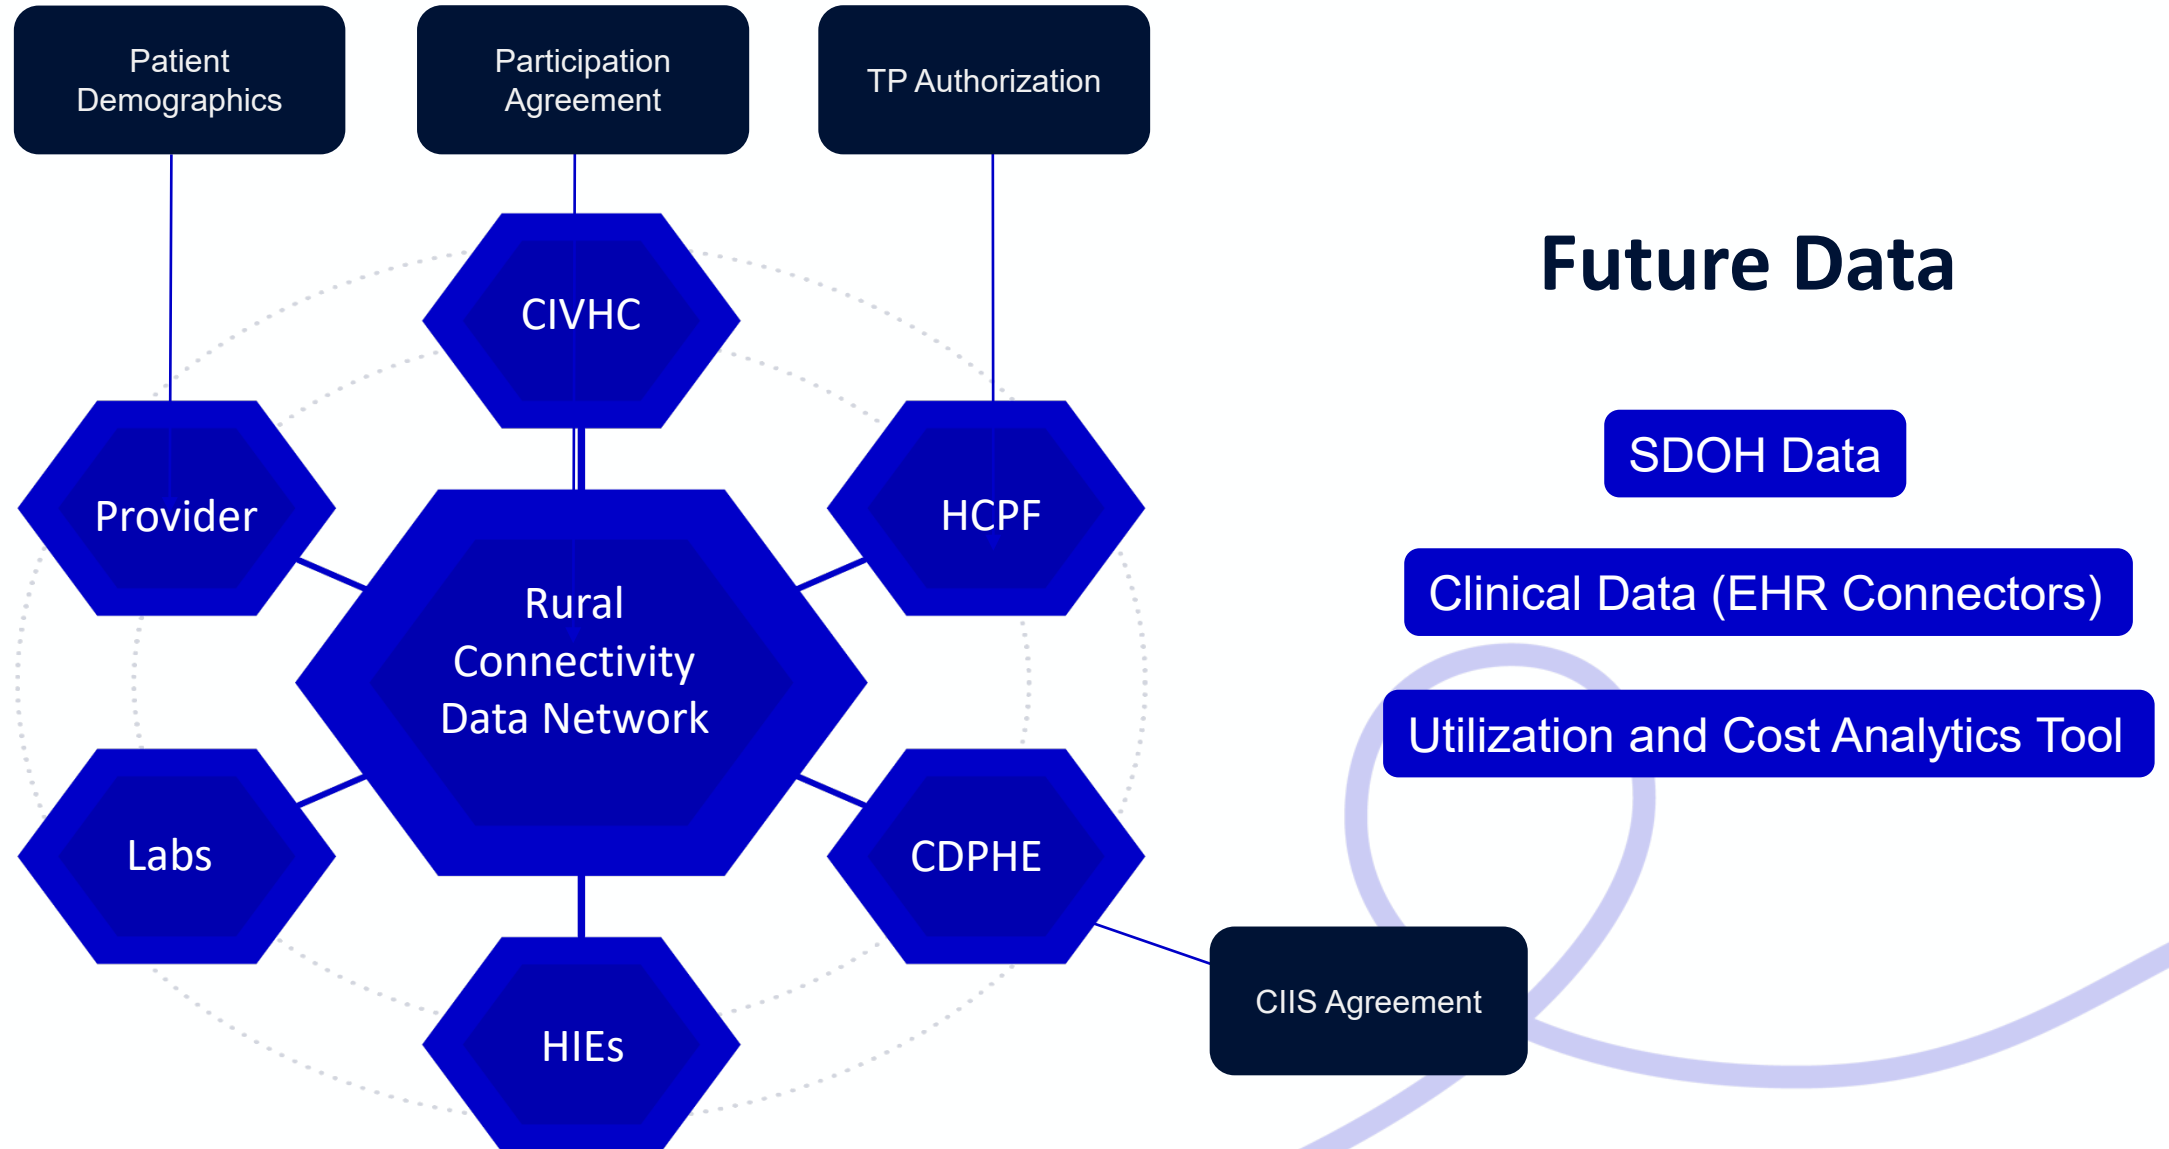 Patient
Demographics
Participation
Agreement
TP Authorization
CIVHC
Provider
HCPF
Rural
Connectivity
Data Network
Labs
CDPHE
HIEs
CIIS Agreement
Future Data
SDOH Data
Clinical Data (EHR Connectors)
Utilization and Cost Analytics Tool